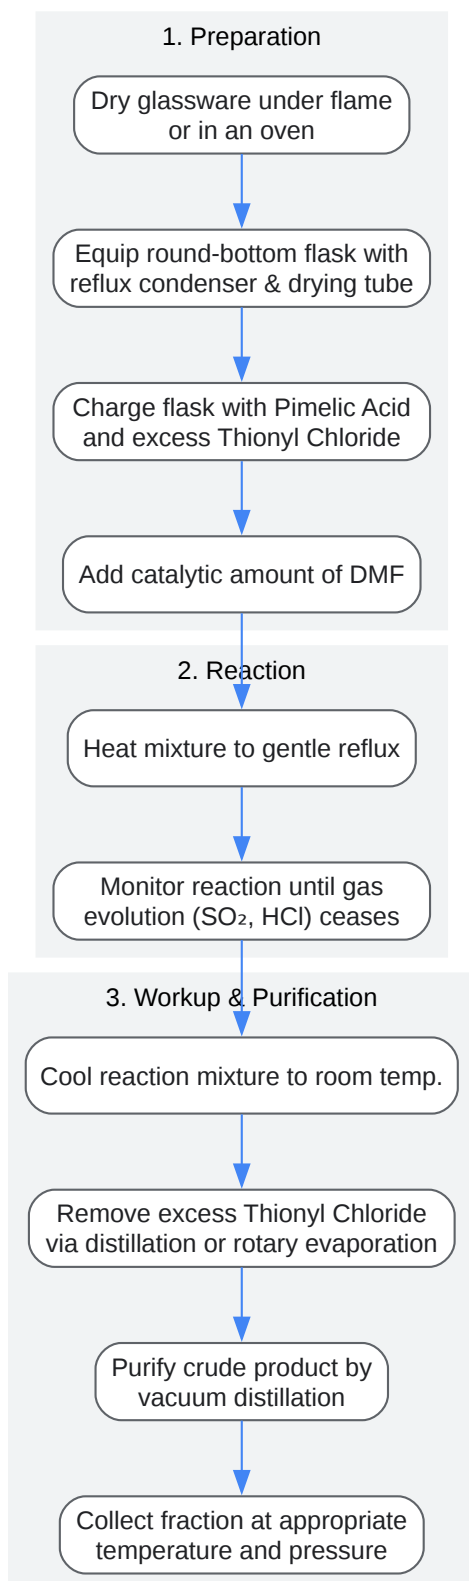 1. Preparation
Dry glassware under flame
or in an oven
Equip round-bottom flask with
reflux condenser & drying tube
Charge flask with Pimelic Acid
and excess Thionyl Chloride
Add catalytic amount of DMF
2. Reaction
Heat mixture to gentle reflux
Monitor reaction until gas
evolution (SO₂, HCl) ceases
3. Workup & Purification
Cool reaction mixture to room temp.
Remove excess Thionyl Chloride
via distillation or rotary evaporation
Purify crude product by
vacuum distillation
Collect fraction at appropriate
temperature and pressure